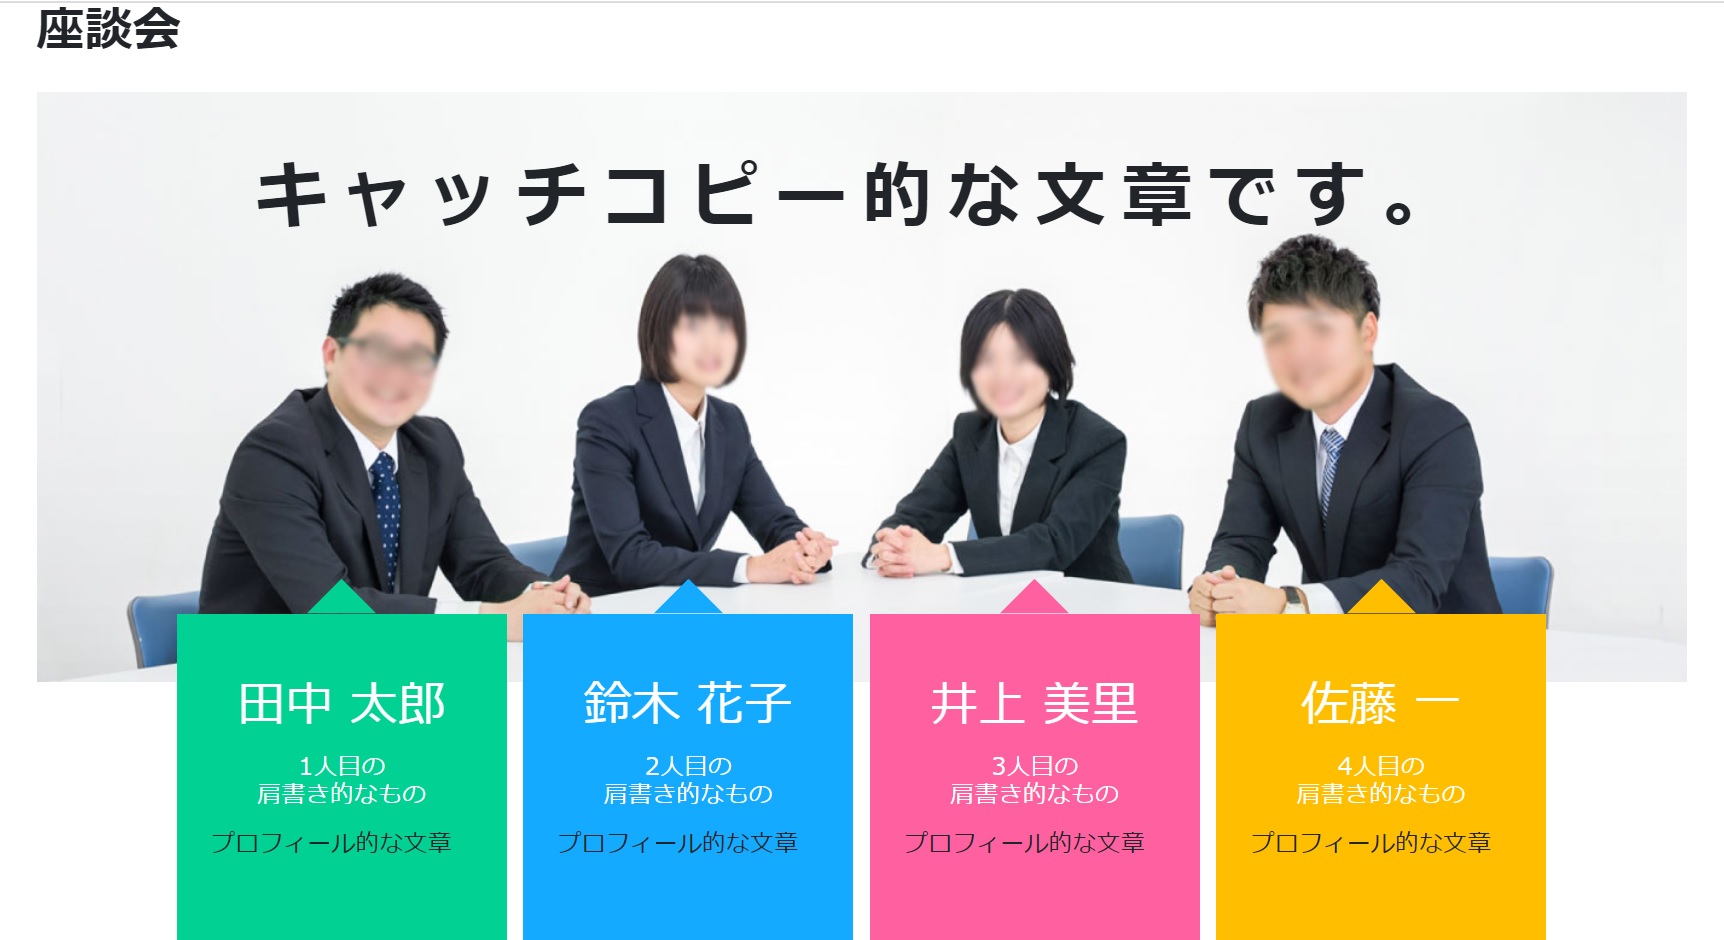 座談会
キャッチコピー的な文章です。
田中 太郎
1人目の
肩書き的なもの
プロフィール的な文章
鈴木 花子
2人目の
肩書き的なもの
プロフィール的な文章
井上 美里
3人目の
肩書き的なもの
プロフィール的な文章
佐藤 一
4人目の
肩書き的なもの
プロフィール的な文章